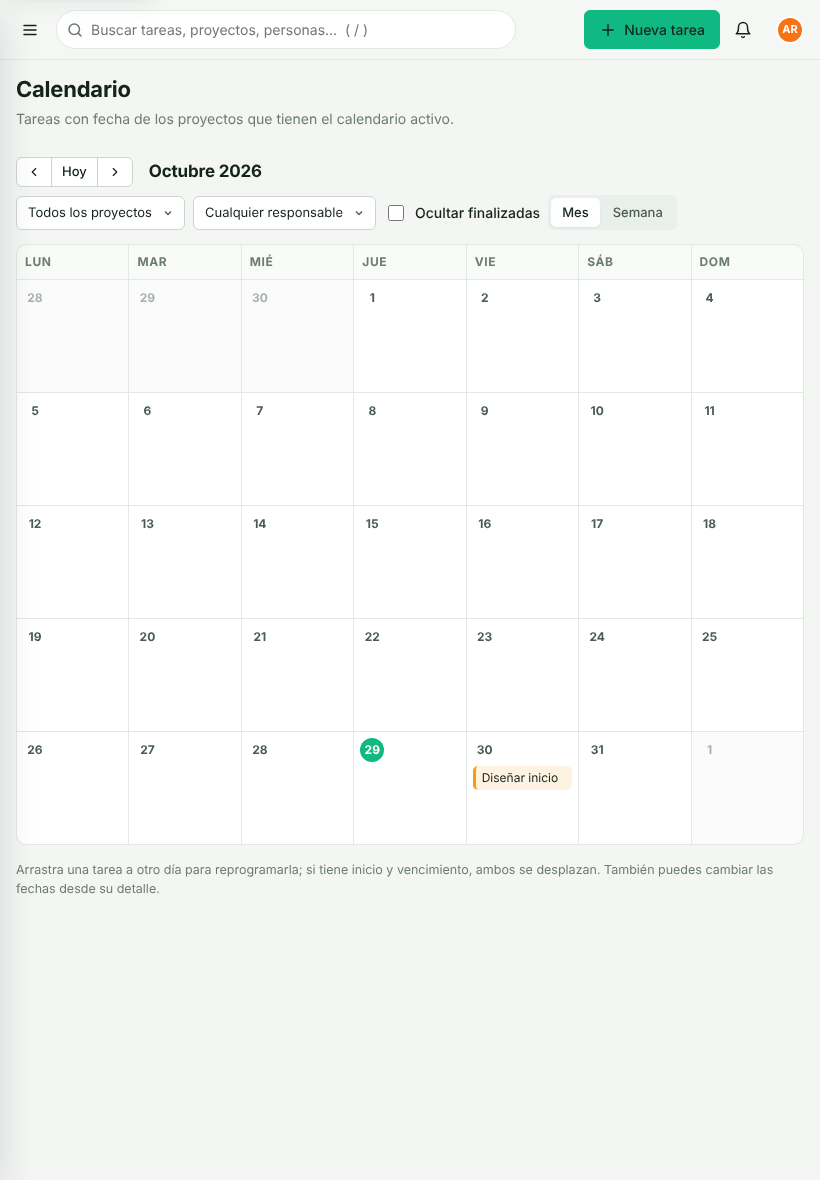 Buscar tareas, proyectos, personas... ( / )
+ Nueva tarea
AR
Calendario
Tareas con fecha de los proyectos que tienen el calendario activo.
Hoy
Octubre 2026
Todos los proyectos
Cualquier responsable
Ocultar finalizadas
Mes
Semana
LUN MAR MIÉ JUE VIE SÁB DOM
28 29 30 1 2 3 4
5 6 7 8 9 10 11
12 13 14 15 16 17 18
19 20 21 22 23 24 25
26 27 28 29 30 31 1
Diseñar inicio
Arrastra una tarea a otro día para reprogramarla; si tiene inicio y vencimiento, ambos se desplazan. También puedes cambiar las
fechas desde su detalle.